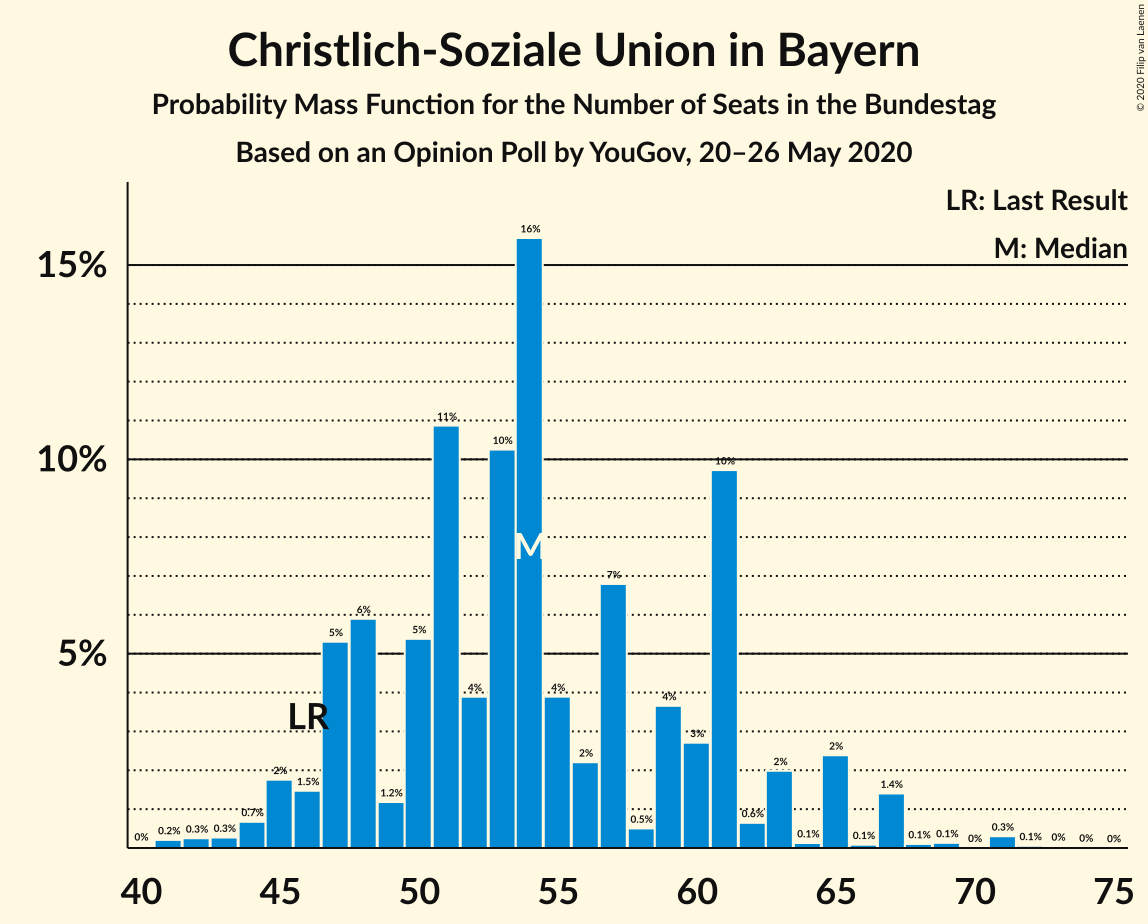 Christlich-Soziale Union in Bayern
Probability Mass Function for the Number of Seats in the Bundestag
Based on an Opinion Poll by YouGov, 20–26 May 2020
© 2020 Filip van Laenen
LR: Last Result
M: Median
15%
10%
5%
0% 0.2% 0.3% 0.3% 0.7% 2% 1.5% 5% 6% 1.2% 5% 11% 4% 10% 16% 4% 2% 7% 0.5% 4% 3% 10% 0.6% 2% 0.1% 2% 0.1% 1.4% 0.1% 0.1% 0% 0.3% 0.1% 0% 0% 0%
LR
M
40 45 50 55 60 65 70 75